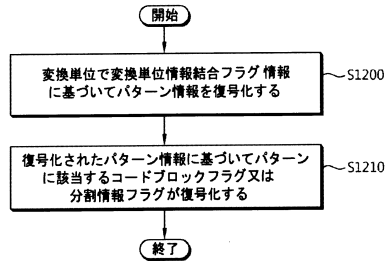 開始
変換単位で変換単位情報結合フラグ情報
に基づいてパターン情報を復号化する
S1200
復号化されたパターン情報に基づいてパターン
に該当するコードブロックフラグ又は
分割情報フラグが復号化する
S1210
終了